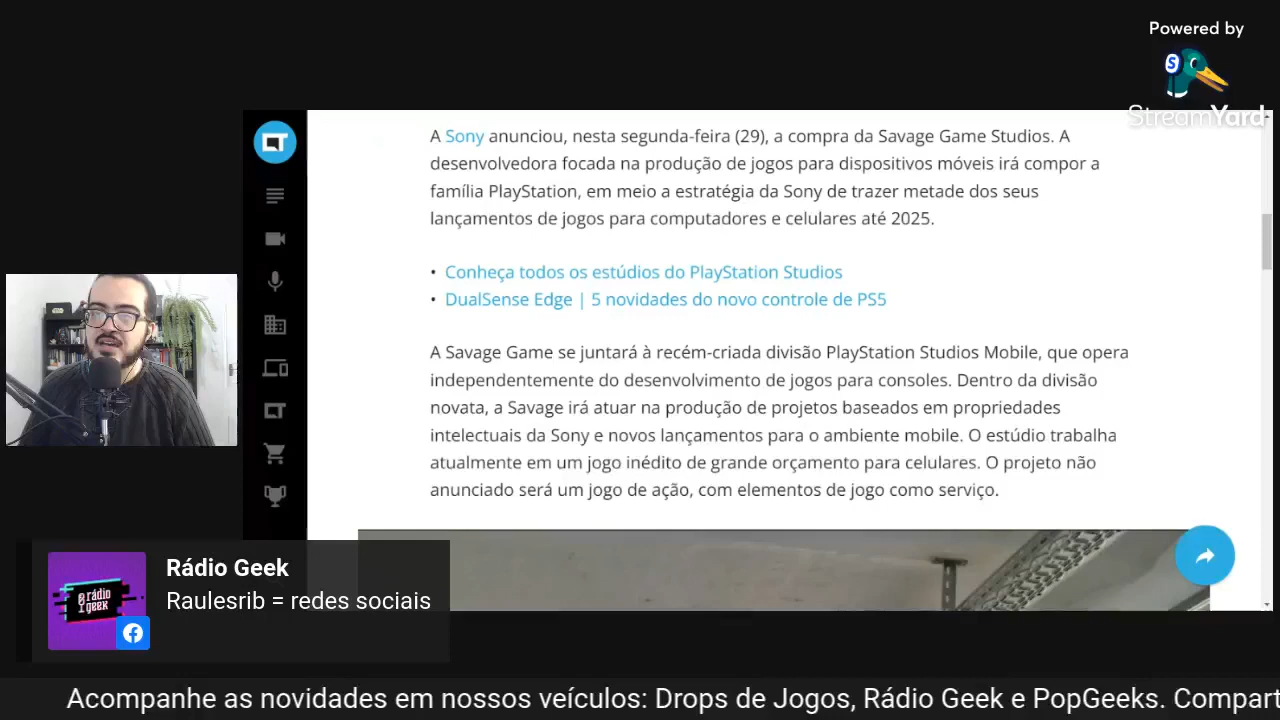 Powered by
StreamYard
A Sony anunciou, nesta segunda-feira (29), a compra da Savage Game Studios. A
desenvolvedora focada na produção de jogos para dispositivos móveis irá compor a
família PlayStation, em meio a estratégia da Sony de trazer metade dos seus
lançamentos de jogos para computadores e celulares até 2025.
• Conheça todos os estúdios do PlayStation Studios
• DualSense Edge | 5 novidades do novo controle de PS5
A Savage Game se juntará à recém-criada divisão PlayStation Studios Mobile, que opera
independentemente do desenvolvimento de jogos para consoles. Dentro da divisão
novata, a Savage irá atuar na produção de projetos baseados em propriedades
intelectuais da Sony e novos lançamentos para o ambiente mobile. O estúdio trabalha
atualmente em um jogo inédito de grande orçamento para celulares. O projeto não
anunciado será um jogo de ação, com elementos de jogo como serviço.
rádio
geek
Rádio Geek
Raulesrib = redes sociais
Acompanhe as novidades em nossos veículos: Drops de Jogos, Rádio Geek e PopGeeks. Compart